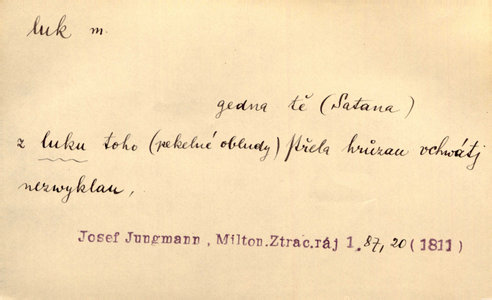 luk m.
gedna tě (Satana)
z luku toho (pekelné obludy) střela hrůzau vchwátj
nezwyklau,
Josef Jungmann, Milton.Ztrac.ráj 1, 87, 20 (1811)